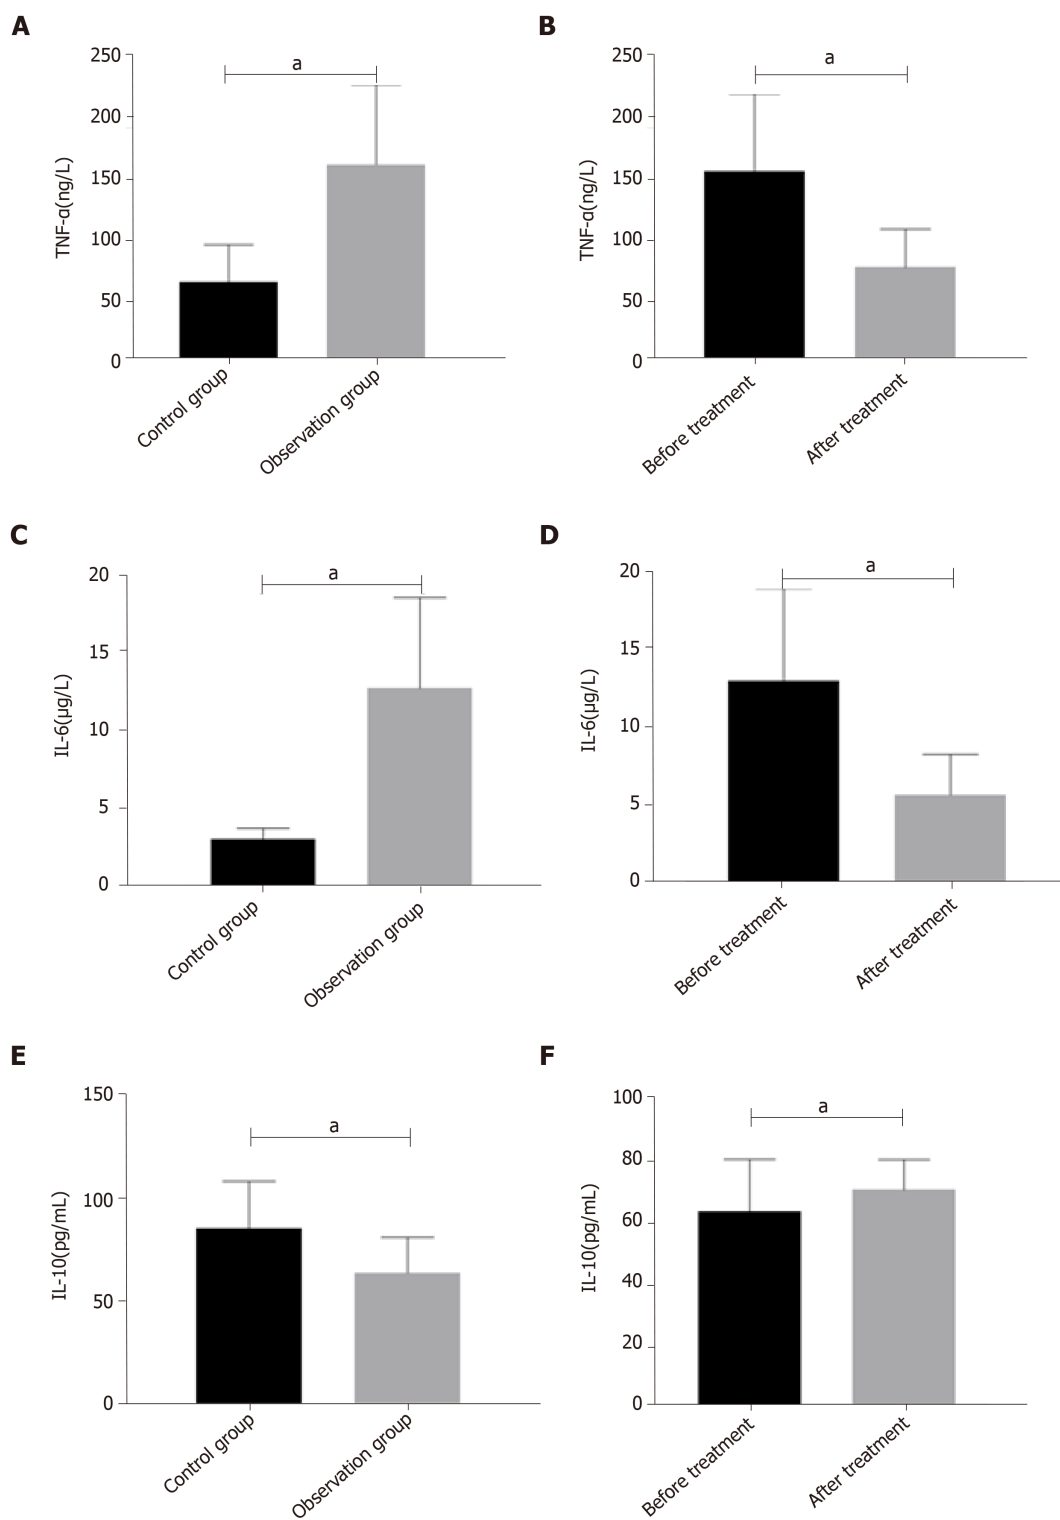 A
250
200
150
100
50
0
TNF-α(ng/L)
a
Control group
Observation group
B
250
200
150
100
50
0
TNF-α(ng/L)
a
Before treatment
After treatment
C
20
15
10
5
0
IL-6(μg/L)
a
Control group
Observation group
D
20
15
10
5
0
IL-6(μg/L)
a
Before treatment
After treatment
E
150
100
50
0
IL-10(pg/mL)
a
Control group
Observation group
F
100
80
60
40
20
0
IL-10(pg/mL)
a
Before treatment
After treatment